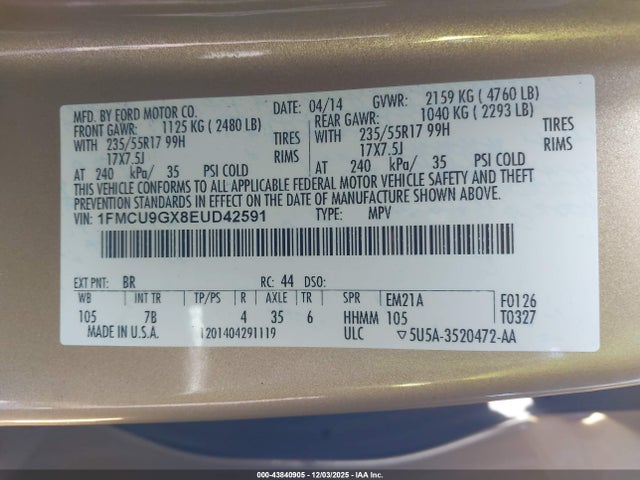 MFD. BY FORD MOTOR CO. DATE: 04/14 GVWR: 2159 KG ( 4760 LB)
FRONT GAWR: 1125 KG ( 2480 LB) REAR GAWR: 1040 KG ( 2293 LB)
WITH 235/55R17 99H TIRES WITH 235/55R17 99H TIRES
17X7.5J RIMS 17X7.5J RIMS
AT 240 kPa/ 35 PSI COLD AT 240 kPa/ 35 PSI COLD
THIS VEHICLE CONFORMS TO ALL APPLICABLE FEDERAL MOTOR VEHICLE SAFETY AND THEFT
PREVENTION STANDARDS IN EFFECT ON THE DATE OF MANUFACTURE SHOWN ABOVE.
VIN: 1FMCU9GX8EUD42591 TYPE: MPV
EXT PNT: BR RC: 44 DSO:
WB INT TR TP/PS R AXLE TR SPR EM21A F0126
105 7B 4 35 6 HHMM 105 T0327
MADE IN U.S.A. 1201404291119 ULC ▽5U5A-3520472-AA
000-43840905 - 12/03/2025 - IAA Inc.